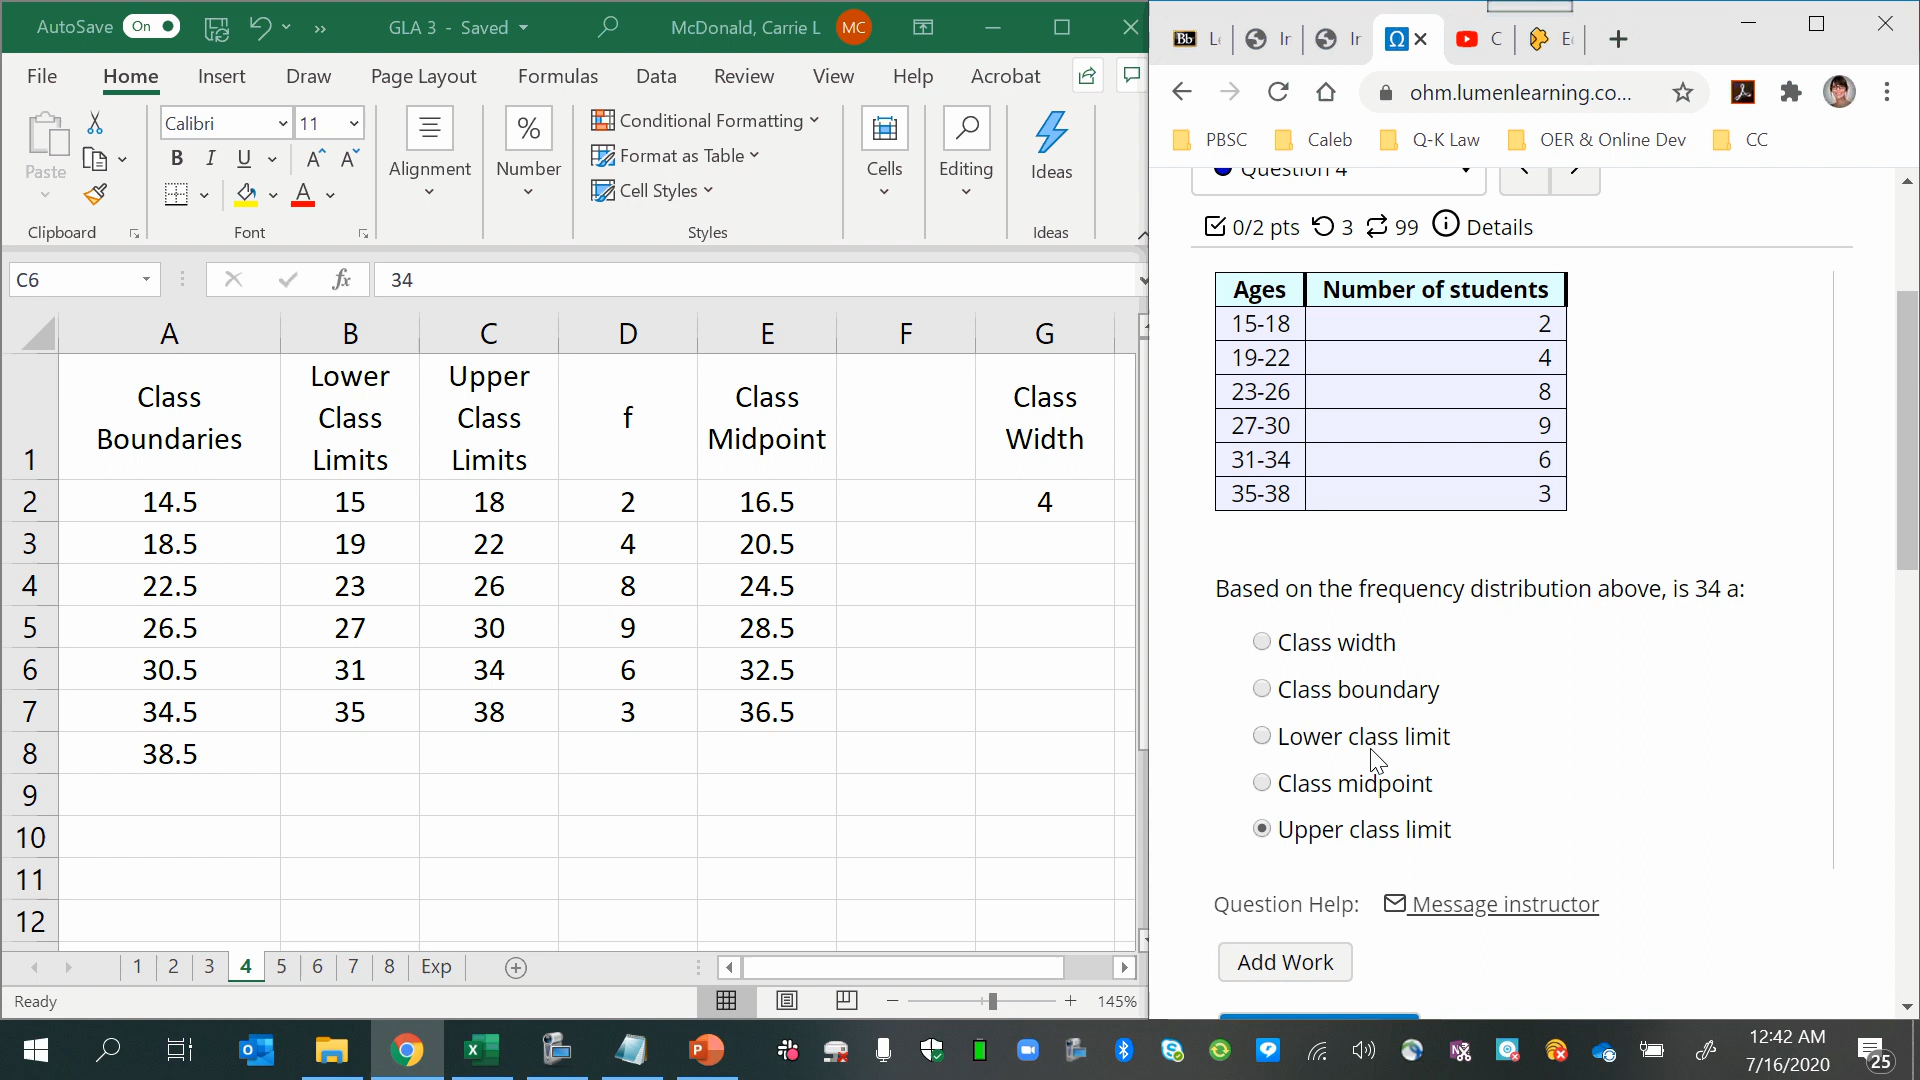 AutoSave On GLA 3 - Saved McDonald, Carrie L MC
File Home Insert Draw Page Layout Formulas Data Review View Help Acrobat
Paste
Clipboard
Calibri 11
B I U A A
A
Font
Alignment
% Number
Conditional Formatting
Format as Table
Cell Styles
Styles
Cells
Editing
Ideas
Ideas
C6 fx 34
A B C D E F G
1 Class Boundaries Lower Class Limits Upper Class Limits f Class Midpoint Class Width
2 14.5 15 18 2 16.5 4
3 18.5 19 22 4 20.5
4 22.5 23 26 8 24.5
5 26.5 27 30 9 28.5
6 30.5 31 34 6 32.5
7 34.5 35 38 3 36.5
8 38.5
9
10
11
12
1 2 3 4 5 6 7 8 Exp
Ready 145%
Bb Ir Ir Ω C
ohm.lumenlearning.co...
PBSC Caleb Q-K Law OER & Online Dev CC
Question 4
0/2 pts 3 99 Details
Ages Number of students
15-18 2
19-22 4
23-26 8
27-30 9
31-34 6
35-38 3
Based on the frequency distribution above, is 34 a:
Class width
Class boundary
Lower class limit
Class midpoint
Upper class limit
Question Help: Message instructor
Add Work
12:42 AM
7/16/2020
25